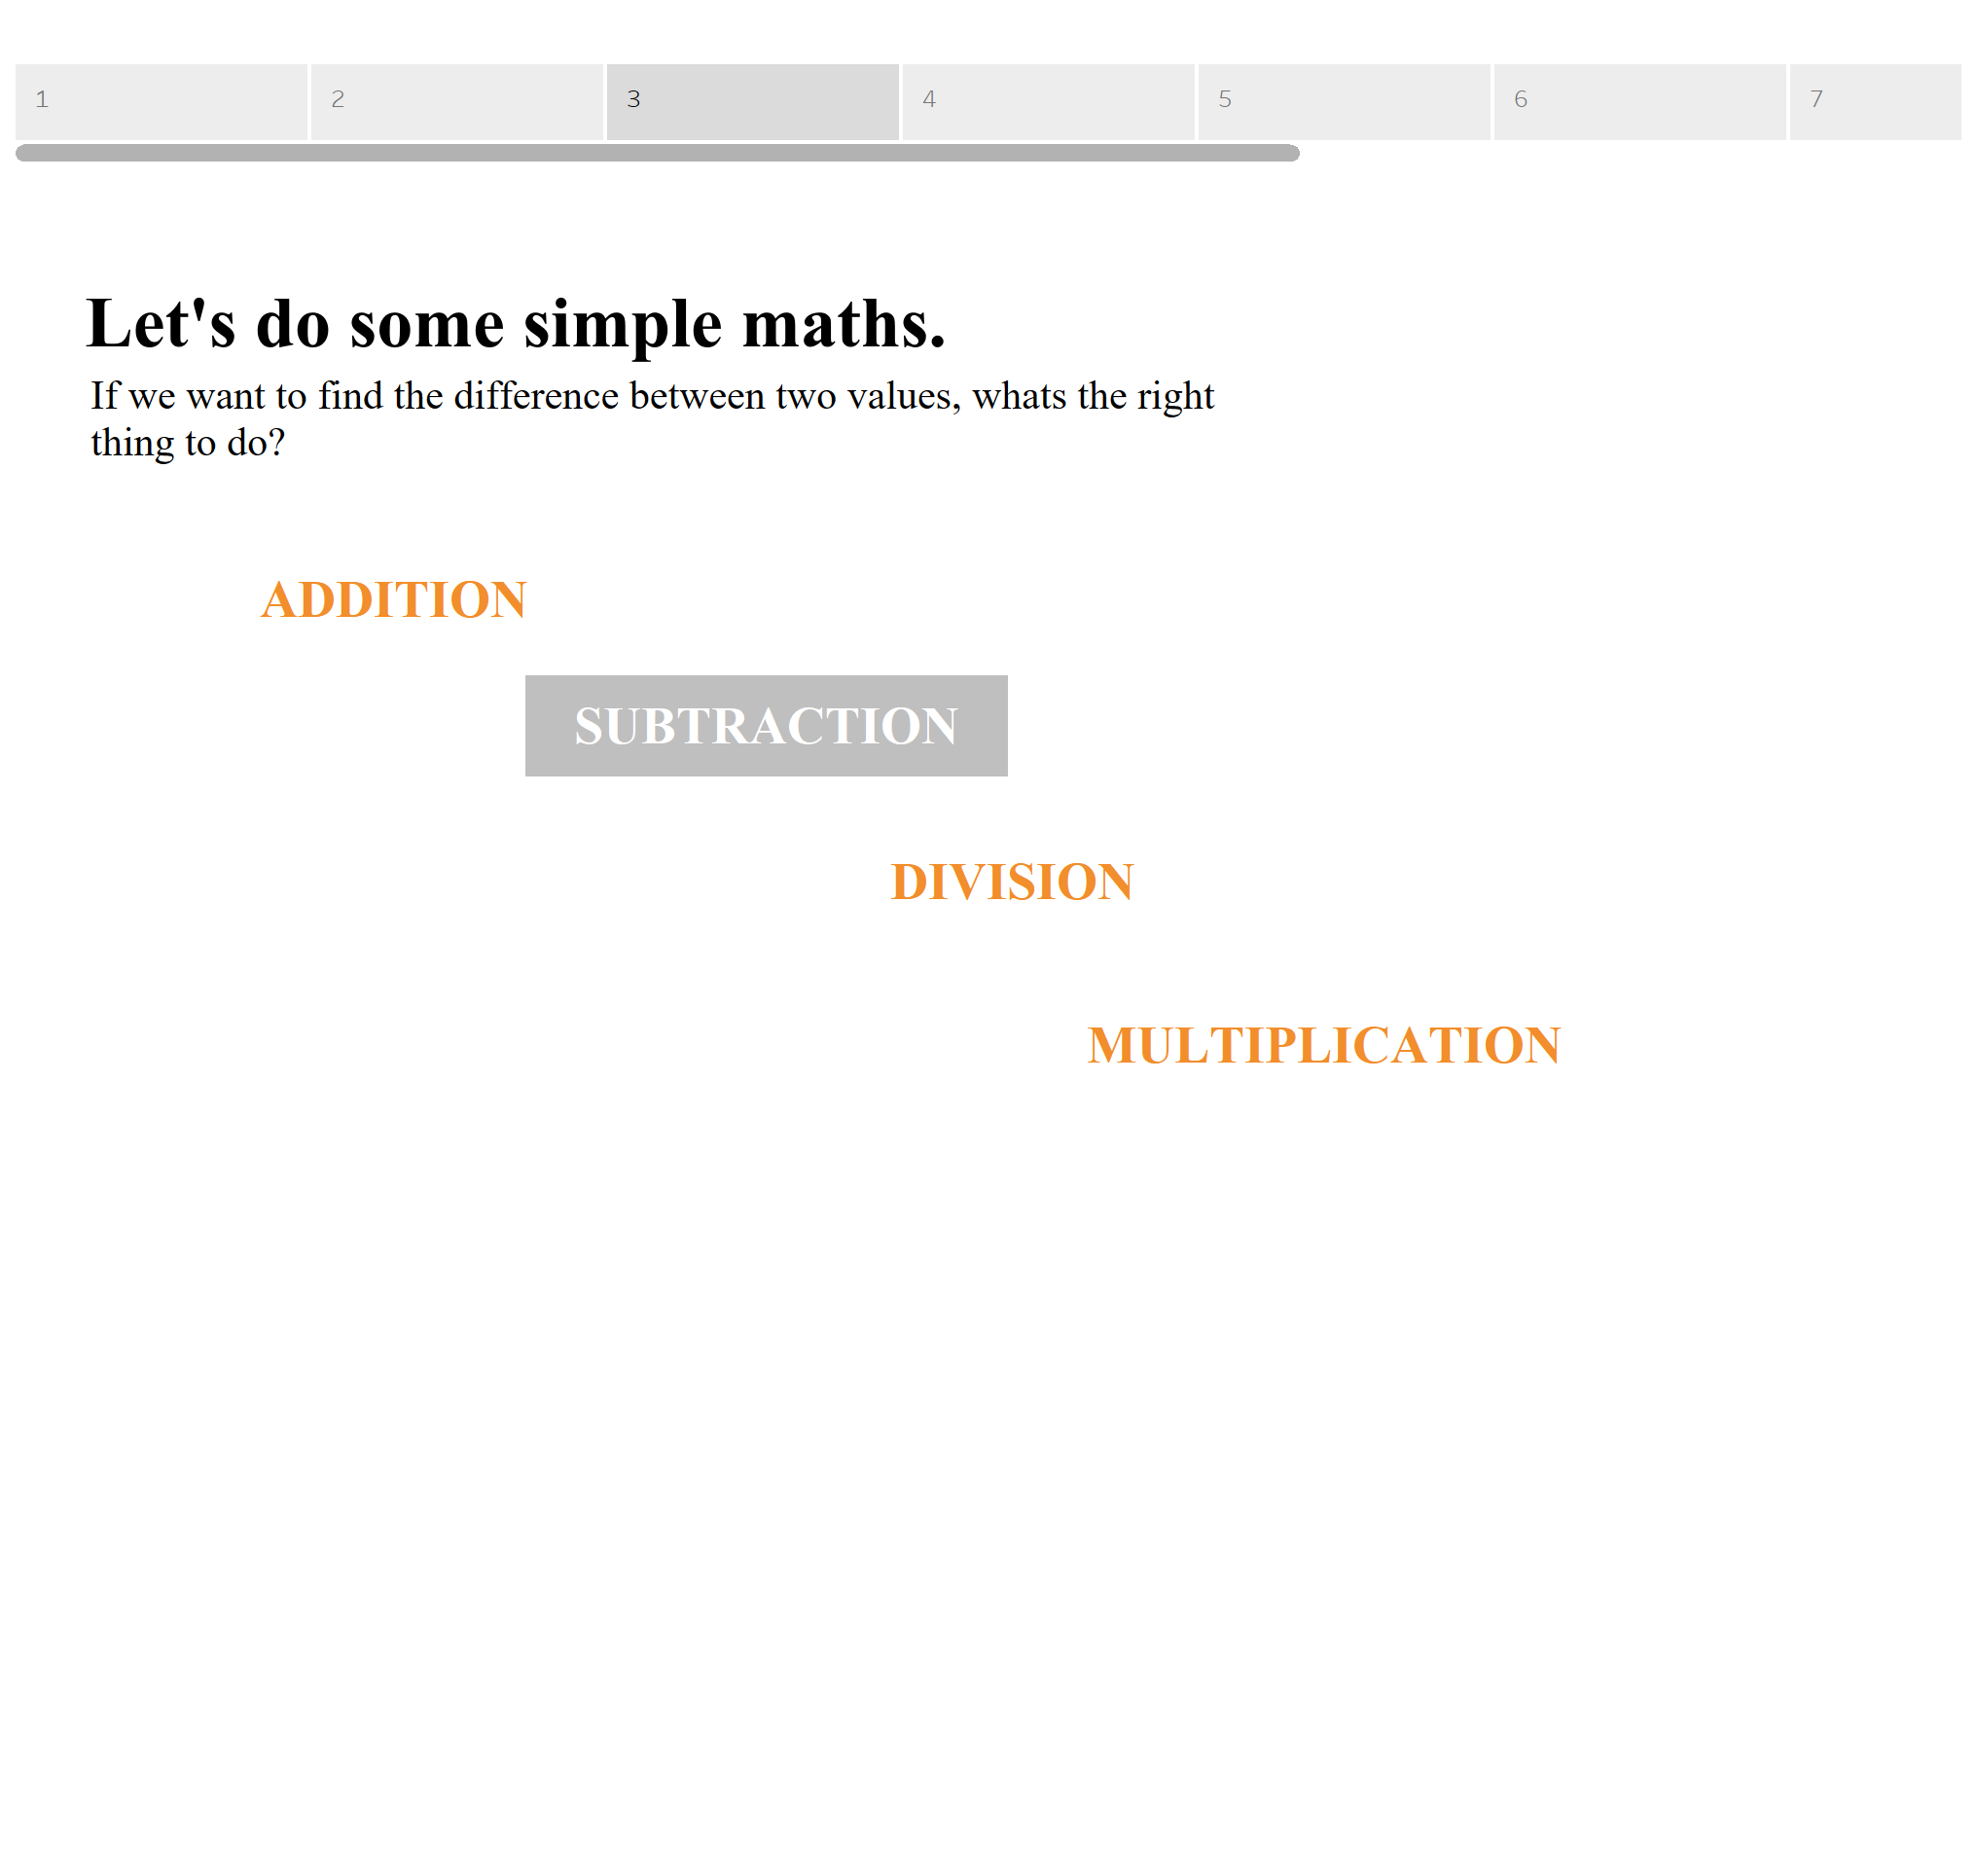 1 2 3 4 5 6 7
Let's do some simple maths.
If we want to find the difference between two values, whats the right
thing to do?
ADDITION
SUBTRACTION
DIVISION
MULTIPLICATION